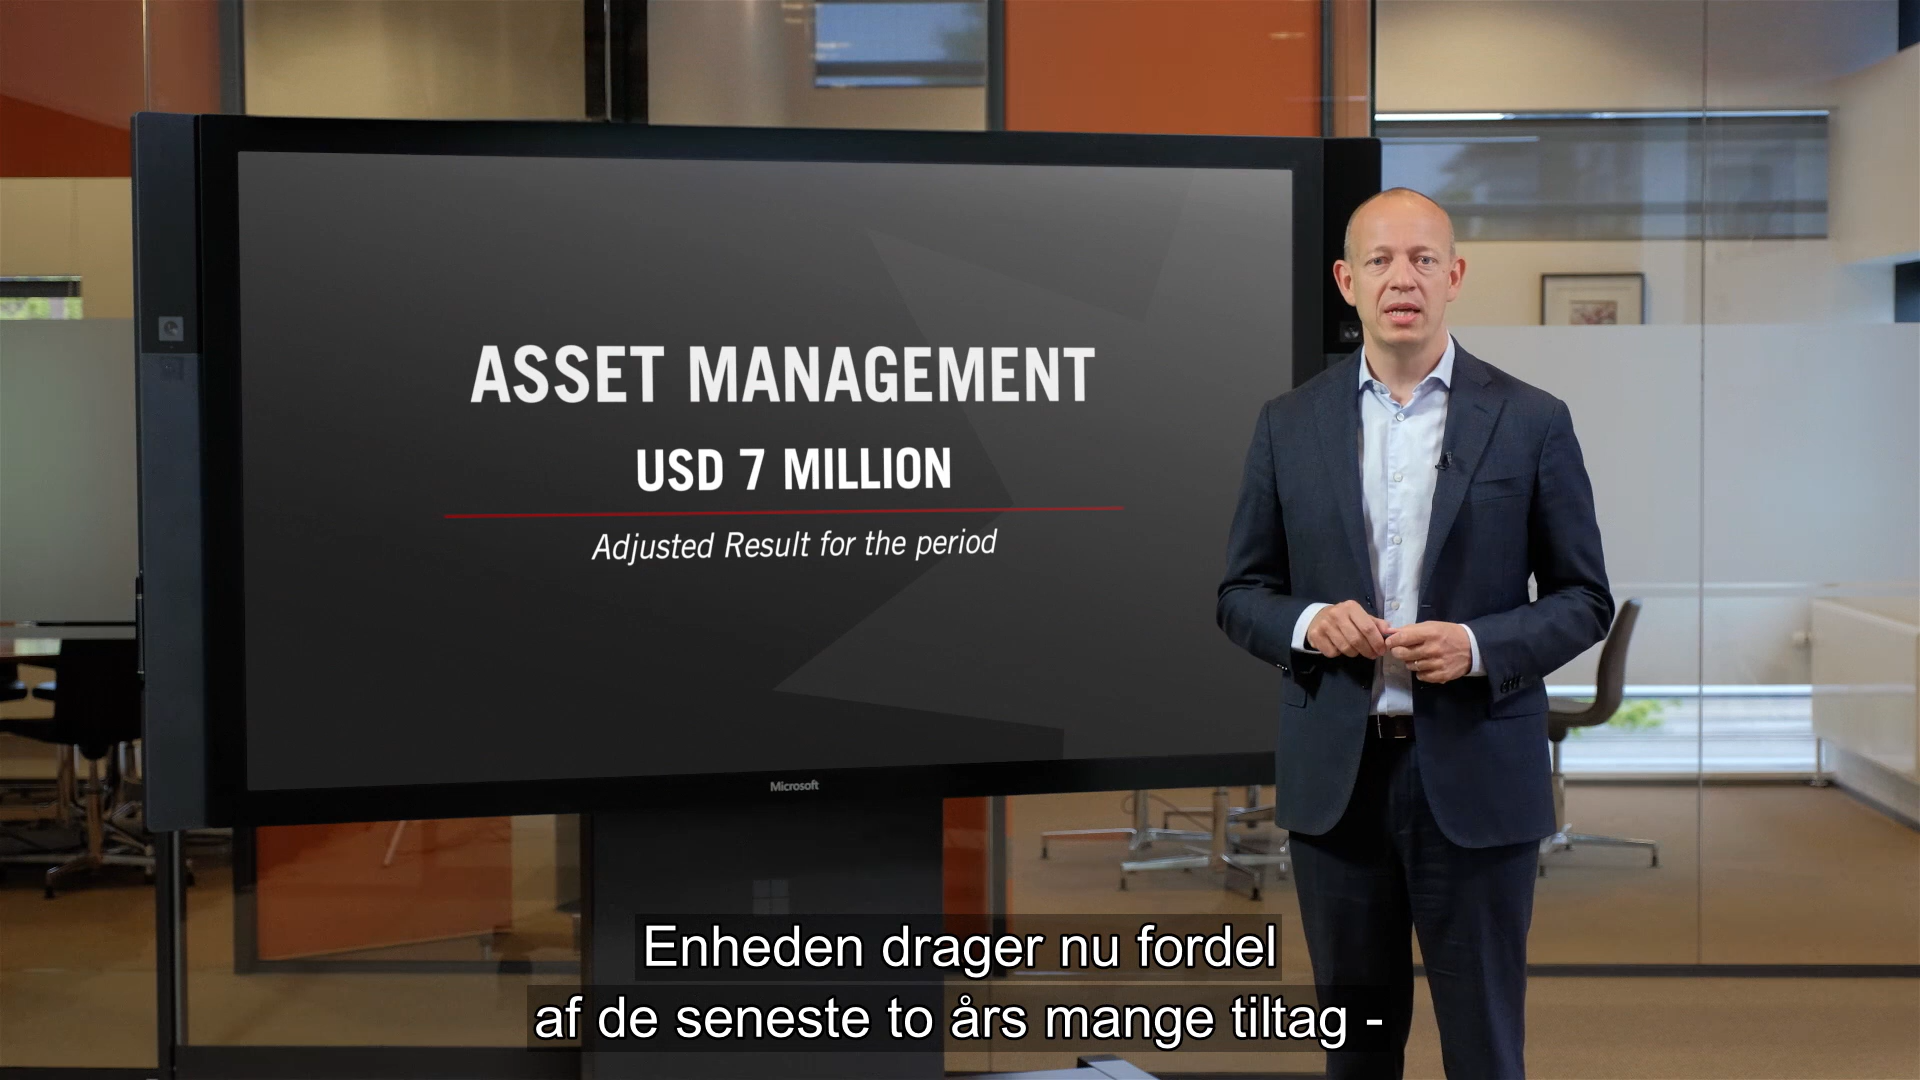 ASSET MANAGEMENT
USD 7 MILLION
Adjusted Result for the period
Microsoft
Enheden drager nu fordel
af de seneste to års mange tiltag -